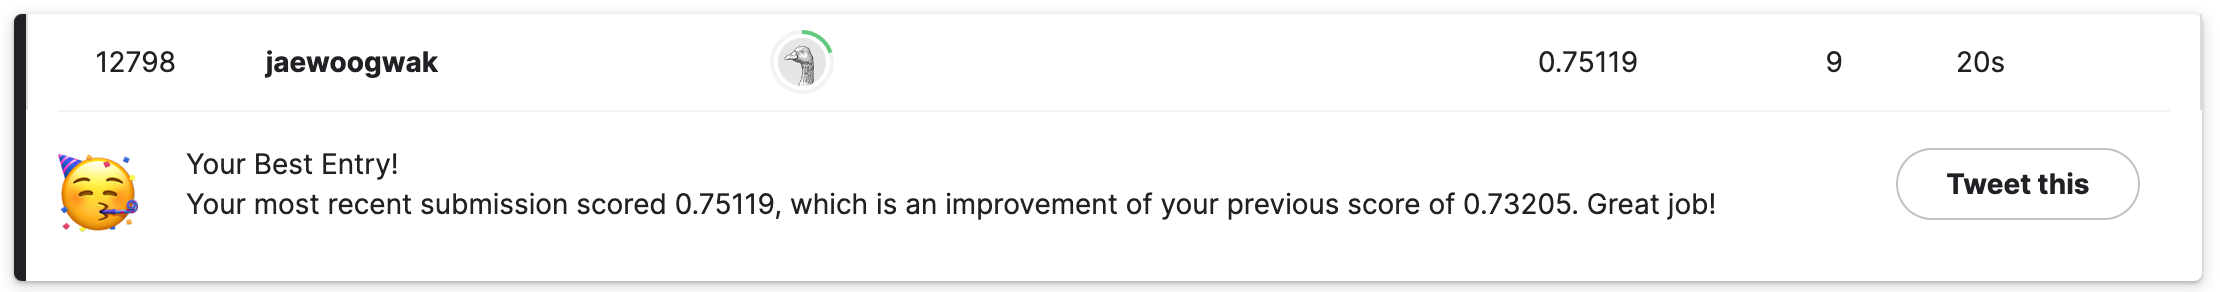 12798 jaewoogwak 0.75119 9 20s
Your Best Entry!
Your most recent submission scored 0.75119, which is an improvement of your previous score of 0.73205. Great job!
Tweet this